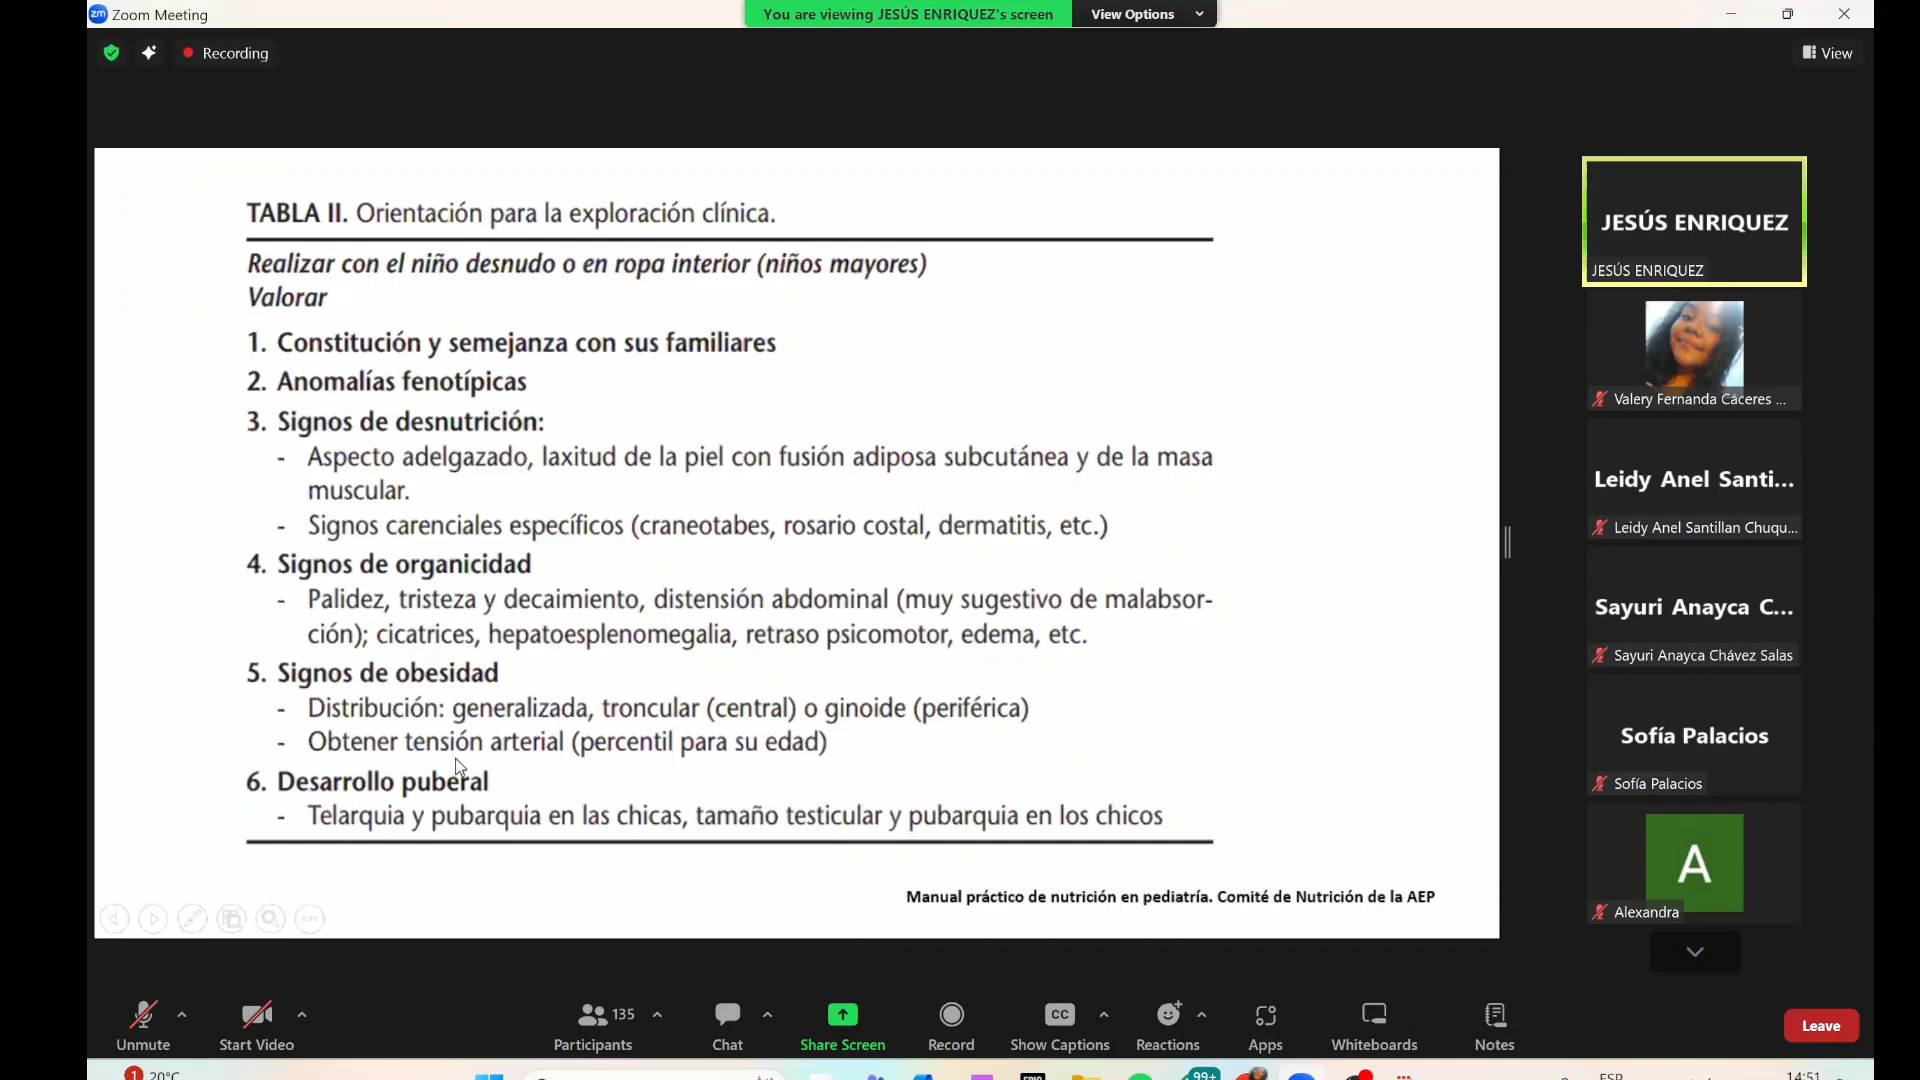 Zoom Meeting
You are viewing JESÚS ENRIQUEZ's screen
View Options
Recording
View
TABLA II. Orientación para la exploración clínica.
Realizar con el niño desnudo o en ropa interior (niños mayores)
Valorar
1. Constitución y semejanza con sus familiares
2. Anomalías fenotípicas
3. Signos de desnutrición:
- Aspecto adelgazado, laxitud de la piel con fusión adiposa subcutánea y de la masa
muscular.
- Signos carenciales específicos (craneotabes, rosario costal, dermatitis, etc.)
4. Signos de organicidad
- Palidez, tristeza y decaimiento, distensión abdominal (muy sugestivo de malabsor-
ción); cicatrices, hepatoesplenomegalia, retraso psicomotor, edema, etc.
5. Signos de obesidad
- Distribución: generalizada, troncular (central) o ginoide (periférica)
- Obtener tensión arterial (percentil para su edad)
6. Desarrollo puberal
- Telarquia y pubarquia en las chicas, tamaño testicular y pubarquia en los chicos
Manual práctico de nutrición en pediatría. Comité de Nutrición de la AEP
JESÚS ENRIQUEZ
JESÚS ENRIQUEZ
Valery Fernanda Cáceres ...
Leidy Anel Santi...
Leidy Anel Santillan Chuqu...
Sayuri Anayca C...
Sayuri Anayca Chávez Salas
Sofía Palacios
Sofía Palacios
A
Alexandra
Unmute
Start Video
135
Participants
Chat
Share Screen
Record
CC
Show Captions
Reactions
Apps
Whiteboards
Notes
Leave
1
20°C
99+
ESP
14:51